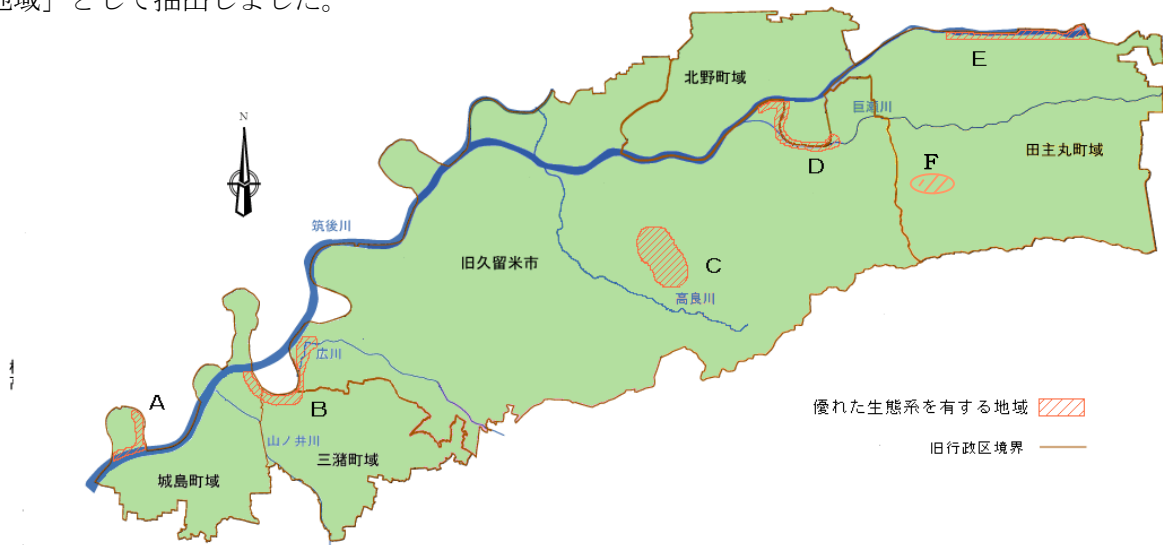 地域」として抽出しました。
北野町域
E
巨瀬川
N
D
F
田主丸町域
筑後川
旧久留米市
C
高良川
広川
A
B
優れた生態系を有する地域
山ノ井川
三潴町域
旧行政区境界
城島町域